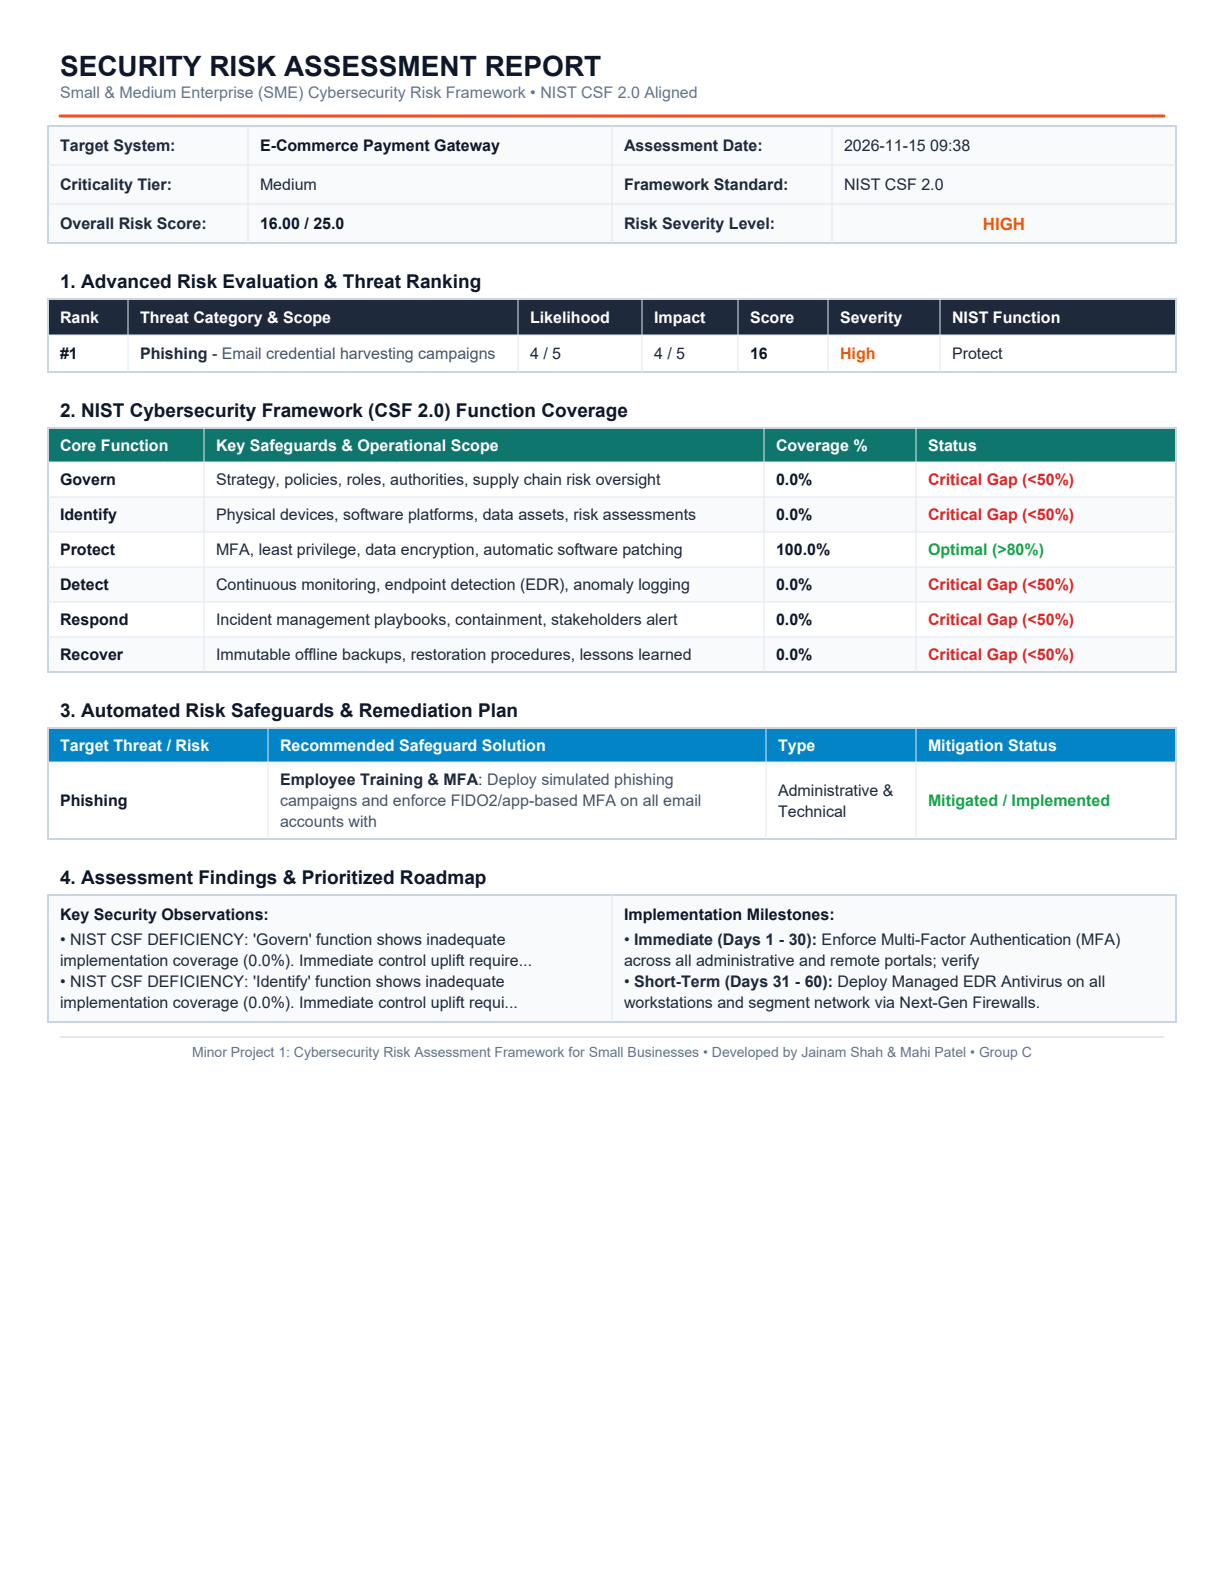 SECURITY RISK ASSESSMENT REPORT
Small & Medium Enterprise (SME) Cybersecurity Risk Framework • NIST CSF 2.0 Aligned
Target System: E-Commerce Payment Gateway Assessment Date: 2026-11-15 09:38
Criticality Tier: Medium Framework Standard: NIST CSF 2.0
Overall Risk Score: 16.00 / 25.0 Risk Severity Level: HIGH
1. Advanced Risk Evaluation & Threat Ranking
Rank Threat Category & Scope Likelihood Impact Score Severity NIST Function
#1 Phishing - Email credential harvesting campaigns 4 / 5 4 / 5 16 High Protect
2. NIST Cybersecurity Framework (CSF 2.0) Function Coverage
Core Function Key Safeguards & Operational Scope Coverage % Status
Govern Strategy, policies, roles, authorities, supply chain risk oversight 0.0% Critical Gap (<50%)
Identify Physical devices, software platforms, data assets, risk assessments 0.0% Critical Gap (<50%)
Protect MFA, least privilege, data encryption, automatic software patching 100.0% Optimal (>80%)
Detect Continuous monitoring, endpoint detection (EDR), anomaly logging 0.0% Critical Gap (<50%)
Respond Incident management playbooks, containment, stakeholders alert 0.0% Critical Gap (<50%)
Recover Immutable offline backups, restoration procedures, lessons learned 0.0% Critical Gap (<50%)
3. Automated Risk Safeguards & Remediation Plan
Target Threat / Risk Recommended Safeguard Solution Type Mitigation Status
Phishing
Employee Training & MFA: Deploy simulated phishing
campaigns and enforce FIDO2/app-based MFA on all email
accounts with
Administrative &
Technical
Mitigated / Implemented
4. Assessment Findings & Prioritized Roadmap
Key Security Observations:
• NIST CSF DEFICIENCY: 'Govern' function shows inadequate
implementation coverage (0.0%). Immediate control uplift require...
• NIST CSF DEFICIENCY: 'Identify' function shows inadequate
implementation coverage (0.0%). Immediate control uplift requi...
Implementation Milestones:
• Immediate (Days 1 - 30): Enforce Multi-Factor Authentication (MFA)
across all administrative and remote portals; verify
• Short-Term (Days 31 - 60): Deploy Managed EDR Antivirus on all
workstations and segment network via Next-Gen Firewalls.
Minor Project 1: Cybersecurity Risk Assessment Framework for Small Businesses • Developed by Jainam Shah & Mahi Patel • Group C